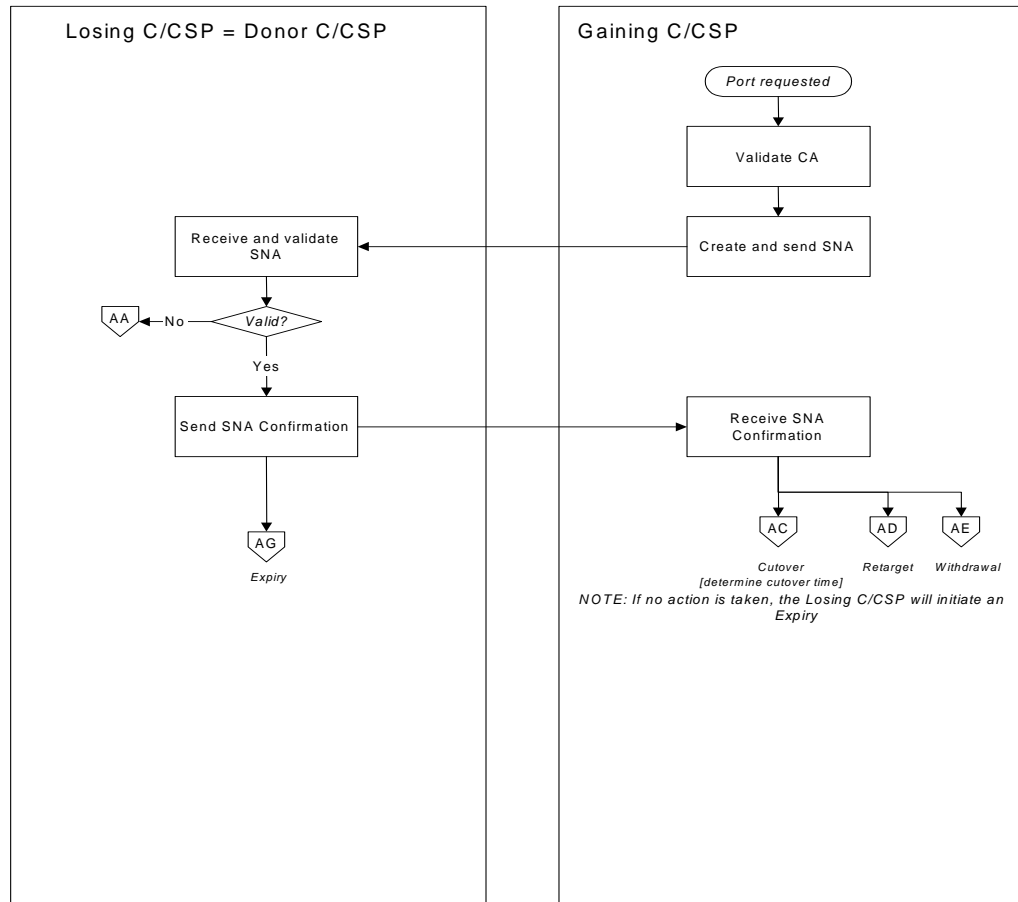 Losing C/CSP = Donor C/CSP
Gaining C/CSP
Port requested
Validate CA
Receive and validate
SNA
Create and send SNA
AA
No
Valid?
Yes
Send SNA Confirmation
Receive SNA
Confirmation
AG
Expiry
AC
AD
AE
Cutover
[determine cutover time]
Retarget
Withdrawal
NOTE: If no action is taken, the Losing C/CSP will initiate an
Expiry